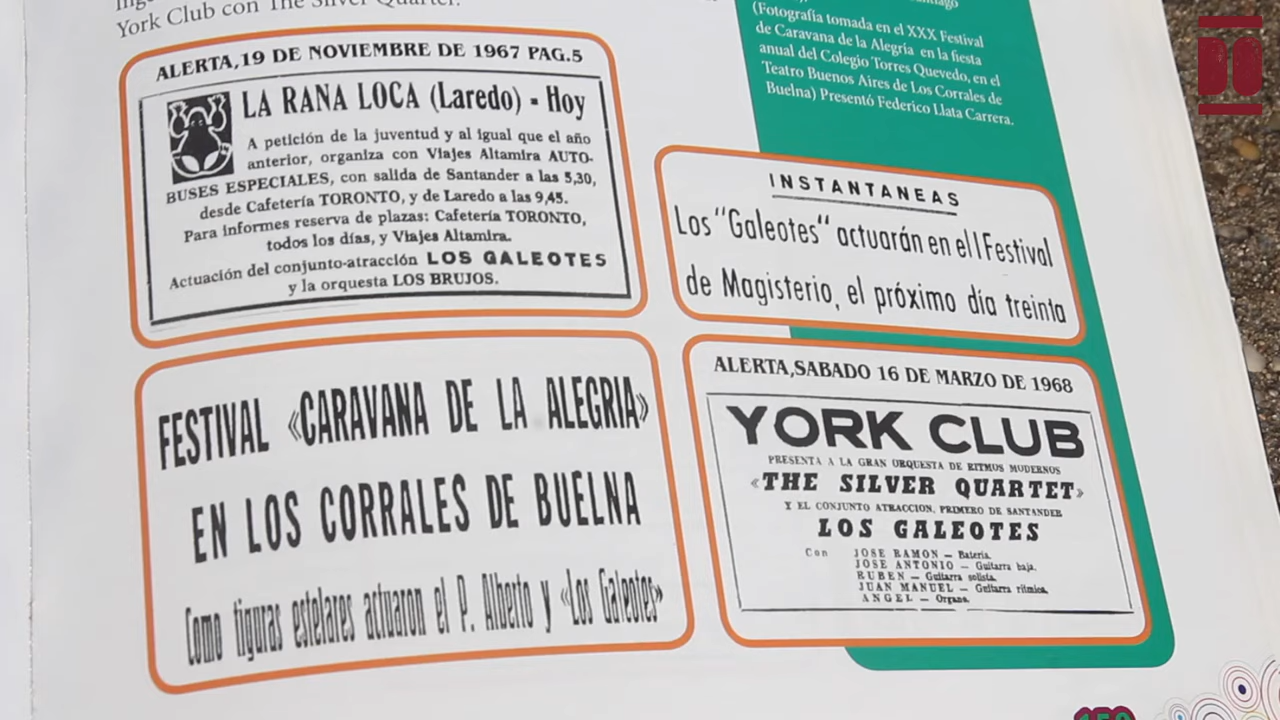 York Club con The Silver Quartet.
(Fotografía tomada en el XXX Festival
de Caravana de la Alegría en la fiesta
anual del Colegio Torres Quevedo, en el
Teatro Buenos Aires de Los Corrales de
Buelna) Presentó Federico Llata Carrera.
ALERTA,19 DE NOVIEMBRE DE 1967 PAG.5
LA RANA LOCA (Laredo) - Hoy
A petición de la juventud y al igual que el año
anterior, organiza con Viajes Altamira AUTO-
BUSES ESPECIALES, con salida de Santander a las 5,30,
desde Cafetería TORONTO, y de Laredo a las 9,45.
Para informes reserva de plazas: Cafetería TORONTO,
todos los días, y Viajes Altamira.
Actuación del conjunto-atracción LOS GALEOTES
y la orquesta LOS BRUJOS.
INSTANTANEAS
Los "Galeotes" actuarán en el I Festival
de Magisterio, el próximo día treinta
FESTIVAL «CARAVANA DE LA ALEGRIA»
EN LOS CORRALES DE BUELNA
Como figuras estelares actuaron el P. Alberto y «Los Galeotes»
ALERTA,SABADO 16 DE MARZO DE 1968
YORK CLUB
PRESENTA A LA GRAN ORQUESTA DE RITMOS MODERNOS
«THE SILVER QUARTET»
Y EL CONJUNTO ATRACCION, PRIMERO DE SANTANDER
LOS GALEOTES
Con JOSE RAMON — Batería.
JOSE ANTONIO — Guitarra baja.
RUBEN — Guitarra solista.
JUAN MANUEL — Guitarra rítmica.
ANGEL — Organo.
DO